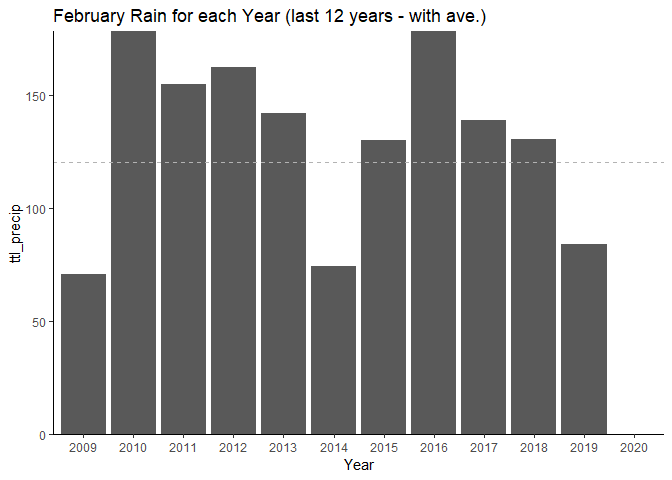 February Rain for each Year (last 12 years - with ave.)
ttl_precip
150
100
50
0
2009 2010 2011 2012 2013 2014 2015 2016 2017 2018 2019 2020
Year